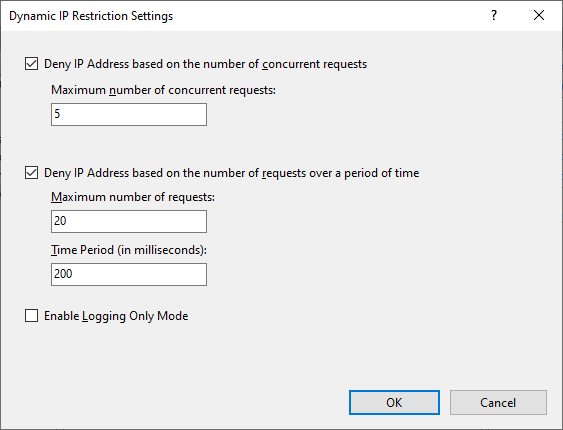 Dynamic IP Restriction Settings
Deny IP Address based on the number of concurrent requests
Maximum number of concurrent requests:
5
Deny IP Address based on the number of requests over a period of time
Maximum number of requests:
20
Time Period (in milliseconds):
200
Enable Logging Only Mode
OK Cancel